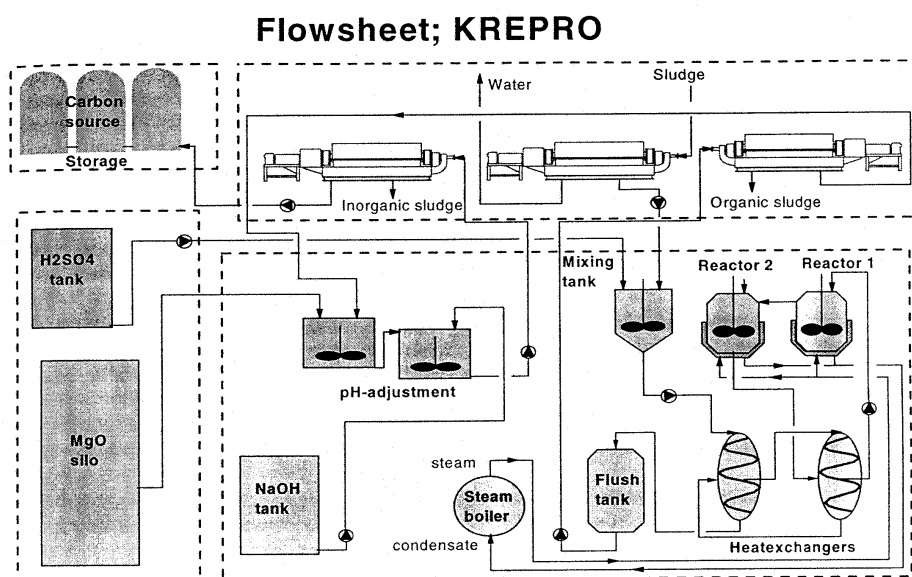 Flowsheet; KREPRO
Carbon
source
Storage
Water
Sludge
Inorganic sludge
Organic sludge
H2SO4
tank
Mixing
tank
Reactor 2
Reactor 1
pH-adjustment
MgO
silo
NaOH
tank
steam
Steam
boiler
condensate
Flush
tank
Heatexchangers